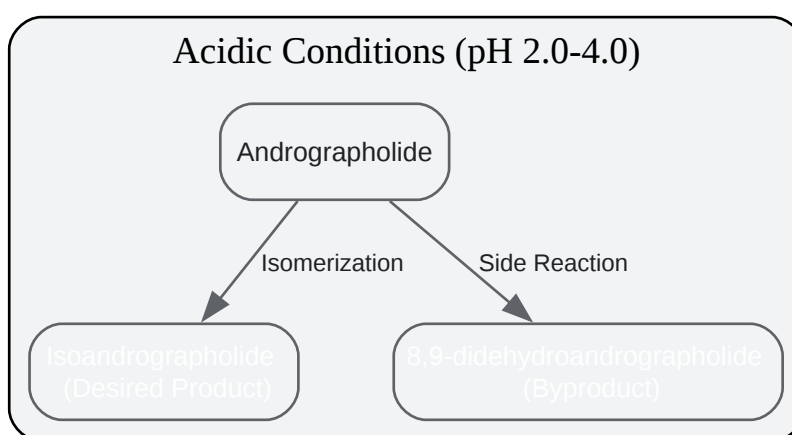 Acidic Conditions (pH 2.0-4.0)
Andrographolide
Isomerization
Side Reaction
Isoandrographolide
(Desired Product)
8,9-didehydroandrographolide
(Byproduct)